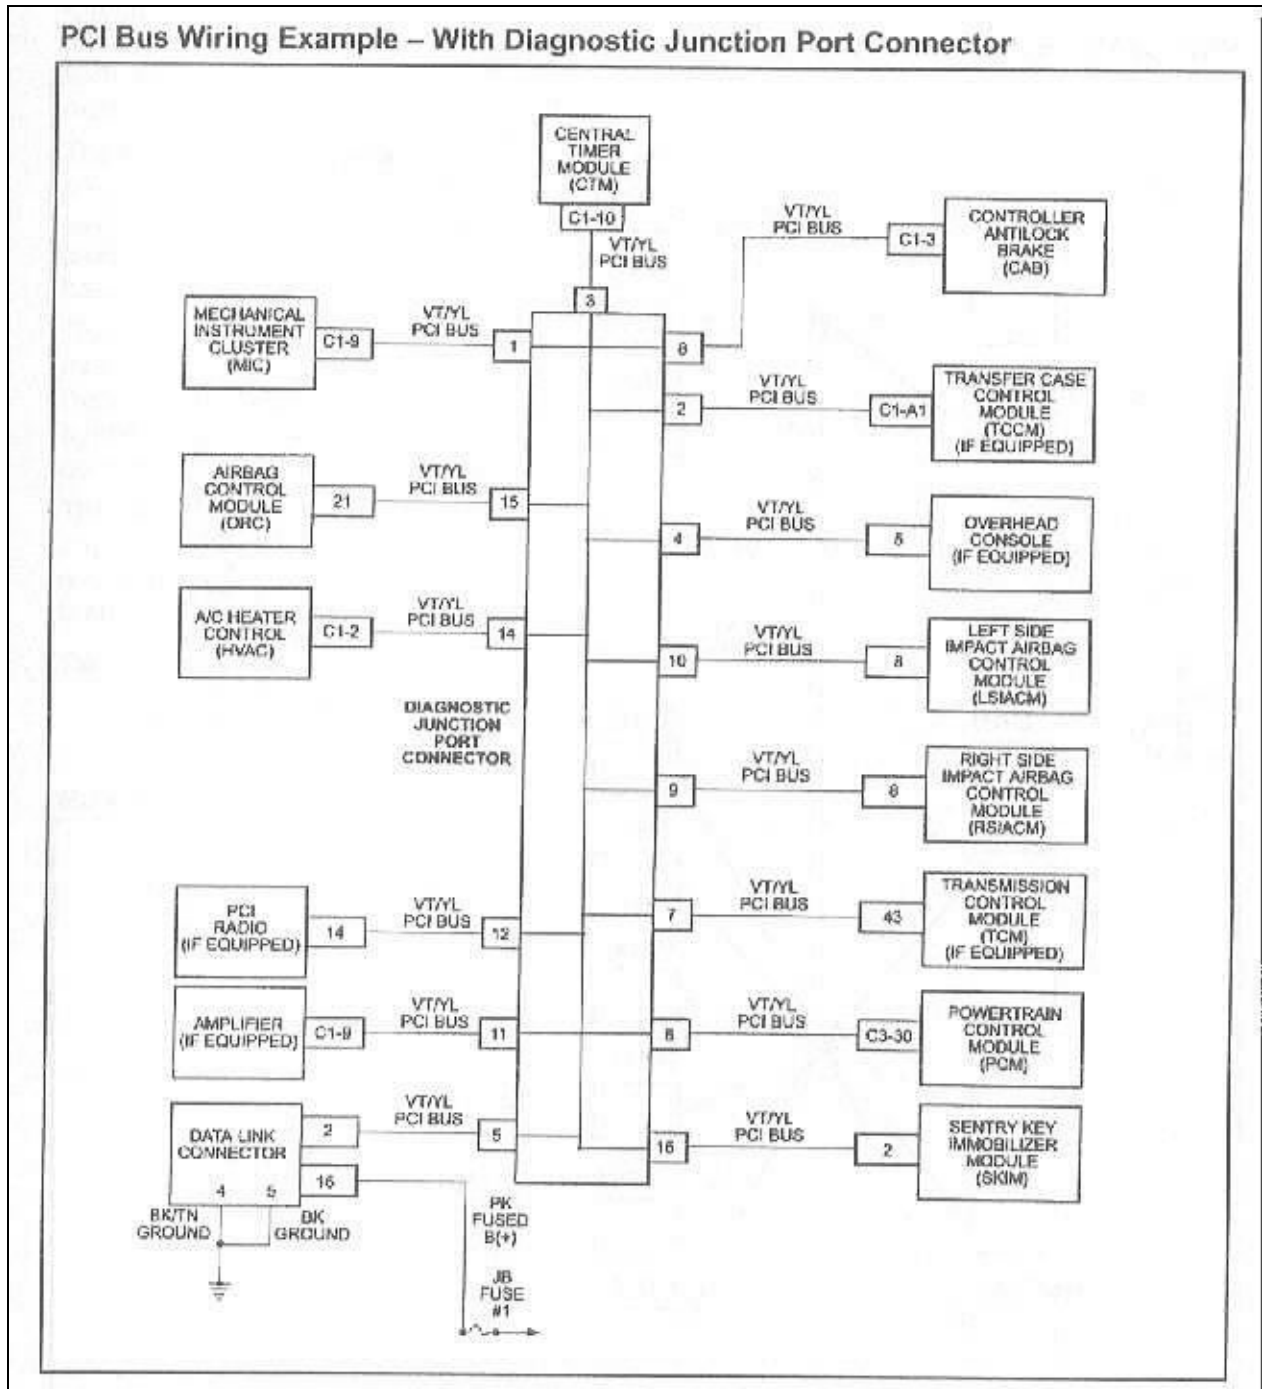 PCI Bus Wiring Example – With Diagnostic Junction Port Connector
CENTRAL
TIMER
MODULE
(CTM)
C1-10
VT/YL
PCI BUS
3
VT/YL
PCI BUS
C1-3
CONTROLLER
ANTILOCK
BRAKE
(CAB)
MECHANICAL
INSTRUMENT
CLUSTER
(MIC)
C1-9
VT/YL
PCI BUS
1
8
VT/YL
PCI BUS
2
C1-A1
TRANSFER CASE
CONTROL
MODULE
(TCCM)
(IF EQUIPPED)
AIRBAG
CONTROL
MODULE
(ORC)
21
VT/YL
PCI BUS
15
VT/YL
PCI BUS
4
OVERHEAD
CONSOLE
(IF EQUIPPED)
A/C HEATER
CONTROL
(HVAC)
C1-2
VT/YL
PCI BUS
14
VT/YL
PCI BUS
10
8
LEFT SIDE
IMPACT AIRBAG
CONTROL
MODULE
(LSIACM)
DIAGNOSTIC
JUNCTION
PORT
CONNECTOR
VT/YL
PCI BUS
9
8
RIGHT SIDE
IMPACT AIRBAG
CONTROL
MODULE
(RSIACM)
PCI
RADIO
(IF EQUIPPED)
14
VT/YL
PCI BUS
12
VT/YL
PCI BUS
7
43
TRANSMISSION
CONTROL
MODULE
(TCM)
(IF EQUIPPED)
AMPLIFIER
(IF EQUIPPED)
C1-9
VT/YL
PCI BUS
11
VT/YL
PCI BUS
6
C3-30
POWERTRAIN
CONTROL
MODULE
(PCM)
DATA LINK
CONNECTOR
4 5
2
VT/YL
PCI BUS
5
16
VT/YL
PCI BUS
16
2
SENTRY KEY
IMMOBILIZER
MODULE
(SKIM)
BK/TN
GROUND
BK
GROUND
PK
FUSED
B(+)
JB
FUSE
#1